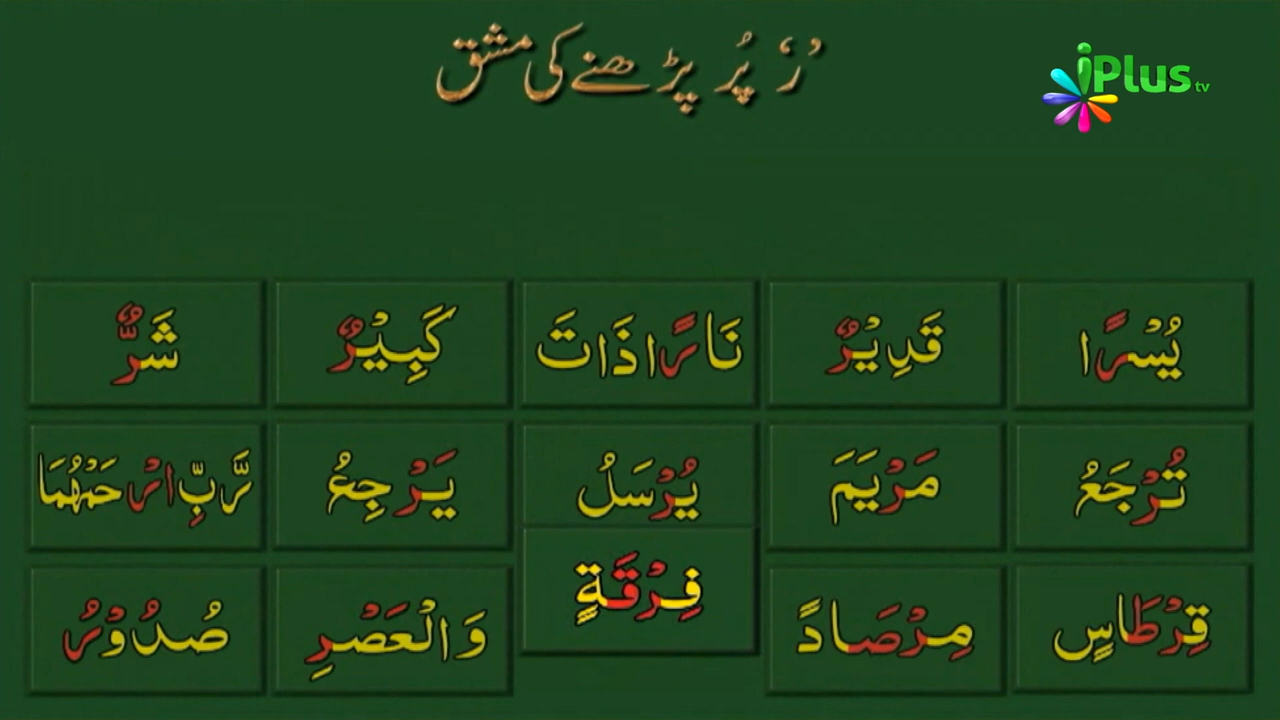 ’ر‘ پُر پڑھنے کی مشق
iPlus tv
یُسْرًا قَدِیْرٌ نَارًا ذَاتَ كَبِیْرٌ شَرٌّ
تُرْجَعُ مَرْیَمَ یُرْسَلُ یَرْجِعُ رَّبِّ ارْحَمْهُمَا
فِرْقَةٍ
قِرْطَاسٍ مِرْصَادًا وَالْعَصْرِ صُدُوْرُ